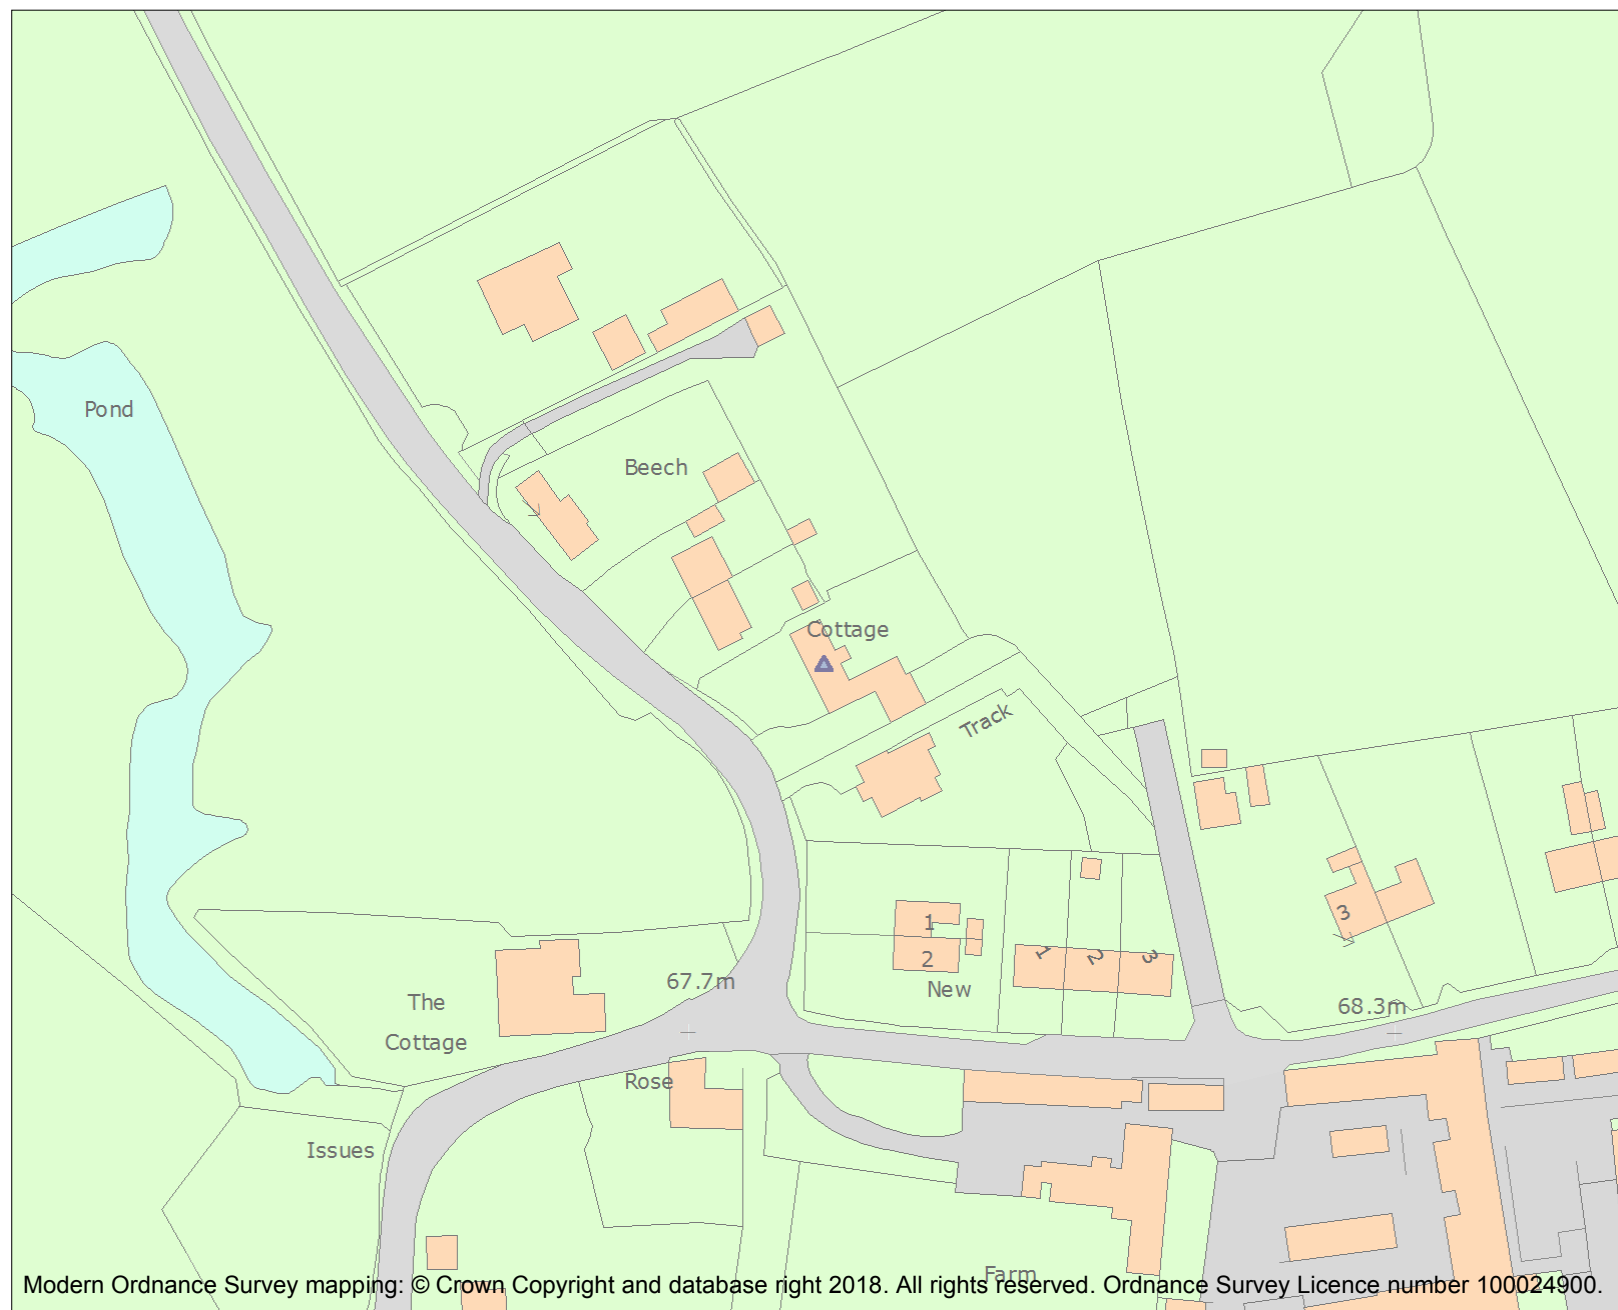 Pond
Beech
Cottage
Track
1
2
New
1
2
3
3
67.7m
68.3m
The
Cottage
Rose
Issues
Farm
Modern Ordnance Survey mapping: © Crown Copyright and database right 2018. All rights reserved. Ordnance Survey Licence number 100024900.